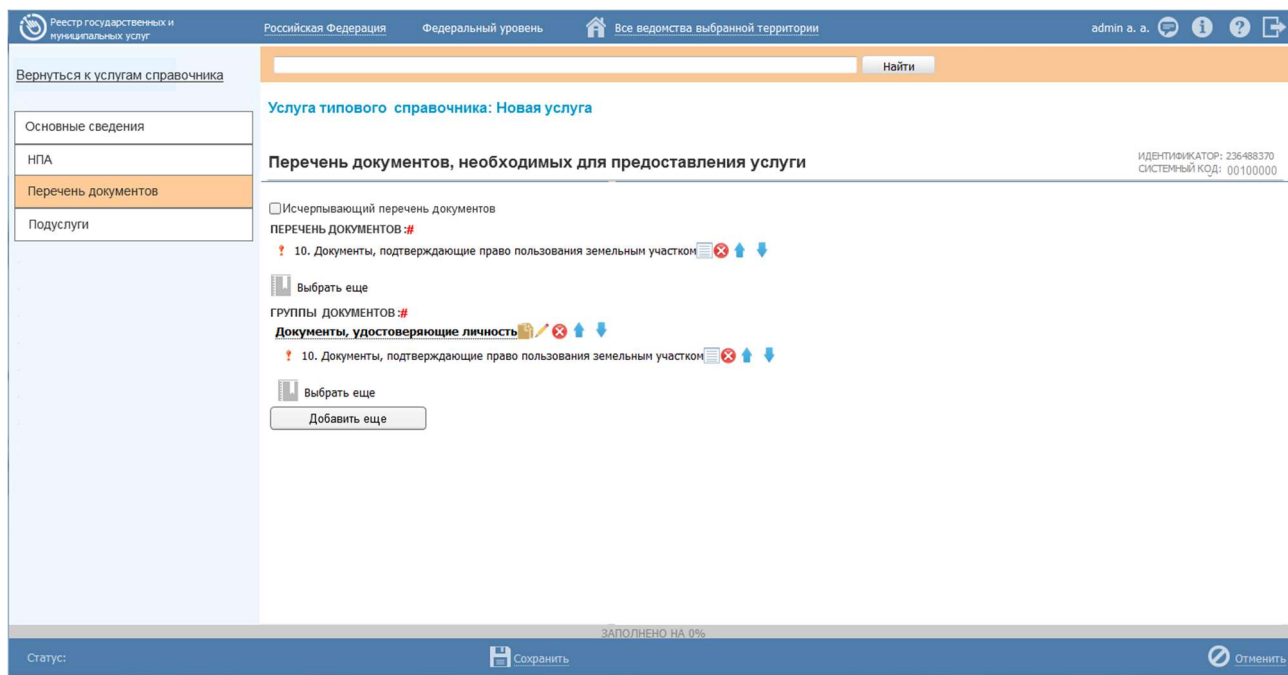 Реестр государственных и
муниципальных услуг
Российская Федерация Федеральный уровень Все ведомства выбранной территории admin a. a.
Вернуться к услугам справочника
Найти
Основные сведения
НПА
Перечень документов
Подуслуги
Услуга типового справочника: Новая услуга
Перечень документов, необходимых для предоставления услуги
ИДЕНТИФИКАТОР: 236488370
СИСТЕМНЫЙ КОД: 00100000
Исчерпывающий перечень документов
ПЕРЕЧЕНЬ ДОКУМЕНТОВ :#
10. Документы, подтверждающие право пользования земельным участком
Выбрать еще
ГРУППЫ ДОКУМЕНТОВ :#
Документы, удостоверяющие личность
10. Документы, подтверждающие право пользования земельным участком
Выбрать еще
Добавить еще
ЗАПОЛНЕНО НА 0%
Статус: Сохранить Отменить